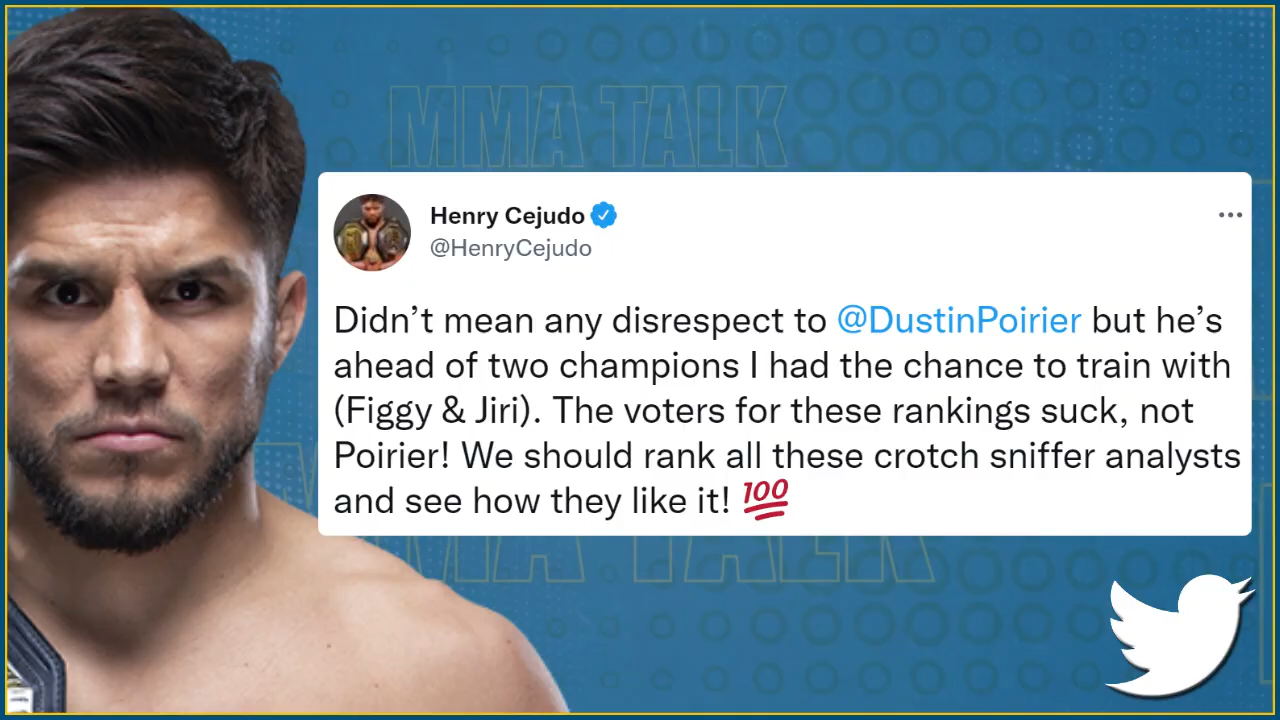 MMA TALK
Henry Cejudo
@HenryCejudo
Didn’t mean any disrespect to @DustinPoirier but he’s
ahead of two champions I had the chance to train with
(Figgy & Jiri). The voters for these rankings suck, not
Poirier! We should rank all these crotch sniffer analysts
and see how they like it! 💯
MMA TALK